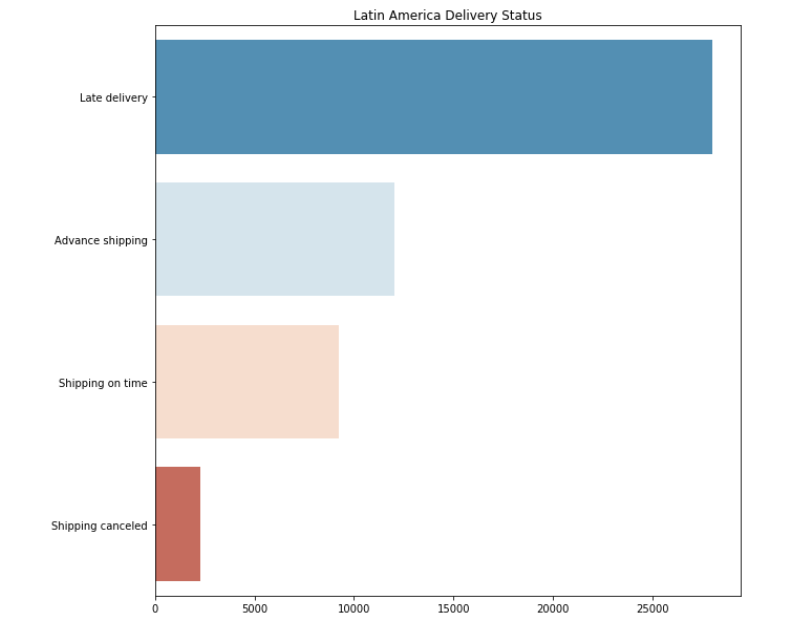 Latin America Delivery Status
Late delivery
Advance shipping
Shipping on time
Shipping canceled
0 5000 10000 15000 20000 25000